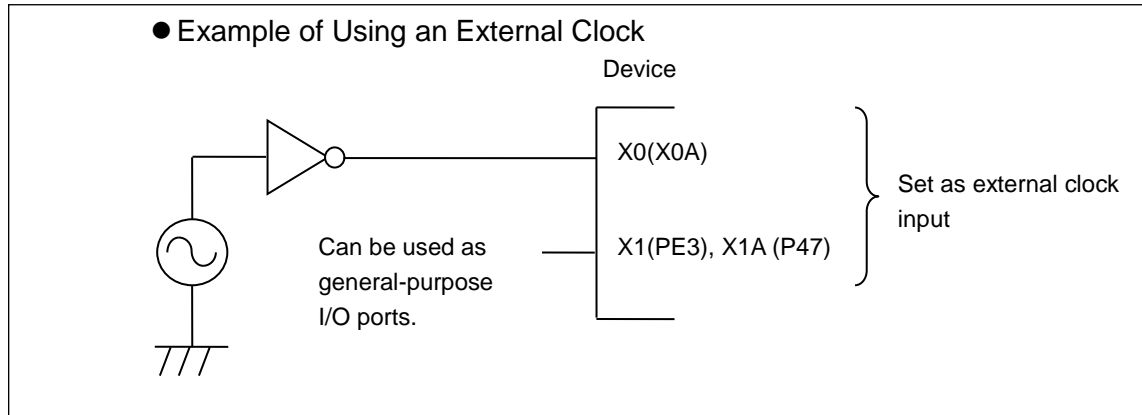 ● Example of Using an External Clock
Device
X0(X0A)
Set as external clock
input
Can be used as
general-purpose
I/O ports.
X1(PE3), X1A (P47)